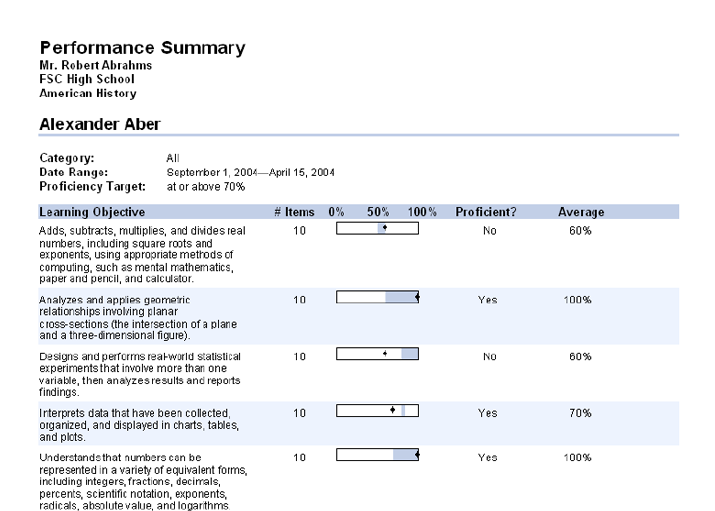 Performance Summary
Mr. Robert Abrahms
FSC High School
American History
Alexander Aber
Category: All
Date Range: September 1, 2004—April 15, 2004
Proficiency Target: at or above 70%
Learning Objective # Items 0% 50% 100% Proficient? Average
Adds, subtracts, multiplies, and divides real 10 No 60%
numbers, including square roots and
exponents, using appropriate methods of
computing, such as mental mathematics,
paper and pencil, and calculator.
Analyzes and applies geometric 10 Yes 100%
relationships involving planar
cross-sections (the intersection of a plane
and a three-dimensional figure).
Designs and performs real-world statistical 10 No 60%
experiments that involve more than one
variable, then analyzes results and reports
findings.
Interprets data that have been collected, 10 Yes 70%
organized, and displayed in charts, tables,
and plots.
Understands that numbers can be 10 Yes 100%
represented in a variety of equivalent forms,
including integers, fractions, decimals,
percents, scientific notation, exponents,
radicals, absolute value, and logarithms.